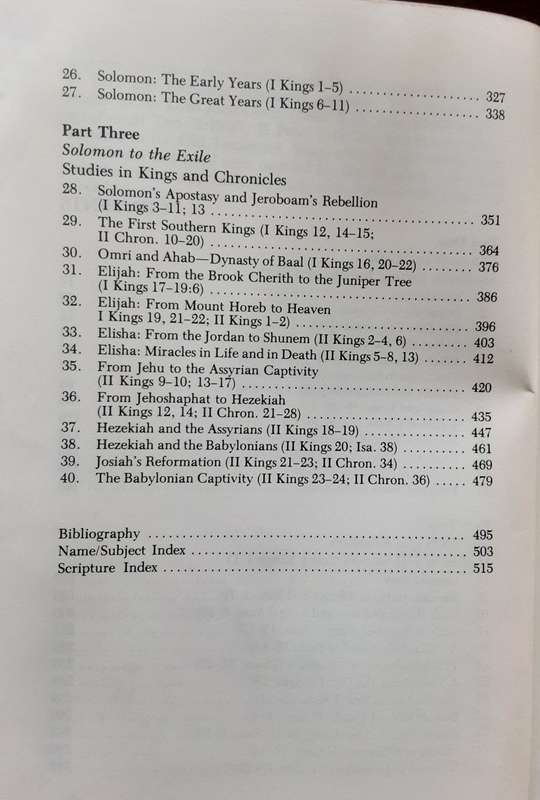 26. Solomon: The Early Years (I Kings 1–5) .................... 327
27. Solomon: The Great Years (I Kings 6–11) .................... 338
Part Three
Solomon to the Exile
Studies in Kings and Chronicles
28. Solomon's Apostasy and Jeroboam's Rebellion
(I Kings 3–11; 13 ........................................ 351
29. The First Southern Kings (I Kings 12, 14–15;
II Chron. 10–20) ........................................ 364
30. Omri and Ahab—Dynasty of Baal (I Kings 16, 20–22) ........ 376
31. Elijah: From the Brook Cherith to the Juniper Tree
(I Kings 17–19:6) ........................................ 386
32. Elijah: From Mount Horeb to Heaven
I Kings 19, 21–22; II Kings 1–2) ........................... 396
33. Elisha: From the Jordan to Shunem (II Kings 2–4, 6) ........ 403
34. Elisha: Miracles in Life and in Death (II Kings 5–8, 13) ....... 412
35. From Jehu to the Assyrian Captivity
(II Kings 9–10; 13–17) ................................... 420
36. From Jehoshaphat to Hezekiah
(II Kings 12, 14; II Chron. 21–28) ......................... 435
37. Hezekiah and the Assyrians (II Kings 18–19) ................ 447
38. Hezekiah and the Babylonians (II Kings 20; Isa. 38) .......... 461
39. Josiah's Reformation (II Kings 21–23; II Chron. 34) .......... 469
40. The Babylonian Captivity (II Kings 23–24; II Chron. 36) ..... 479
Bibliography .................................................. 495
Name/Subject Index ........................................... 503
Scripture Index ............................................... 515